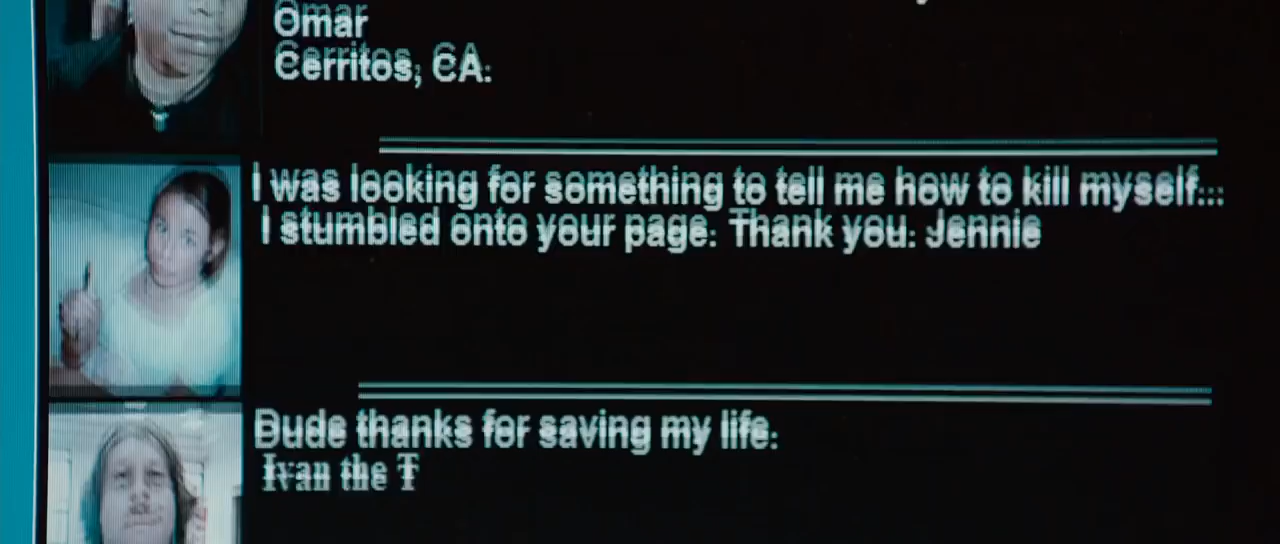 Omar
Cerritos, CA.
I was looking for something to tell me how to kill myself...
I stumbled onto your page. Thank you. Jennie
Dude thanks for saving my life.
Ivan the T